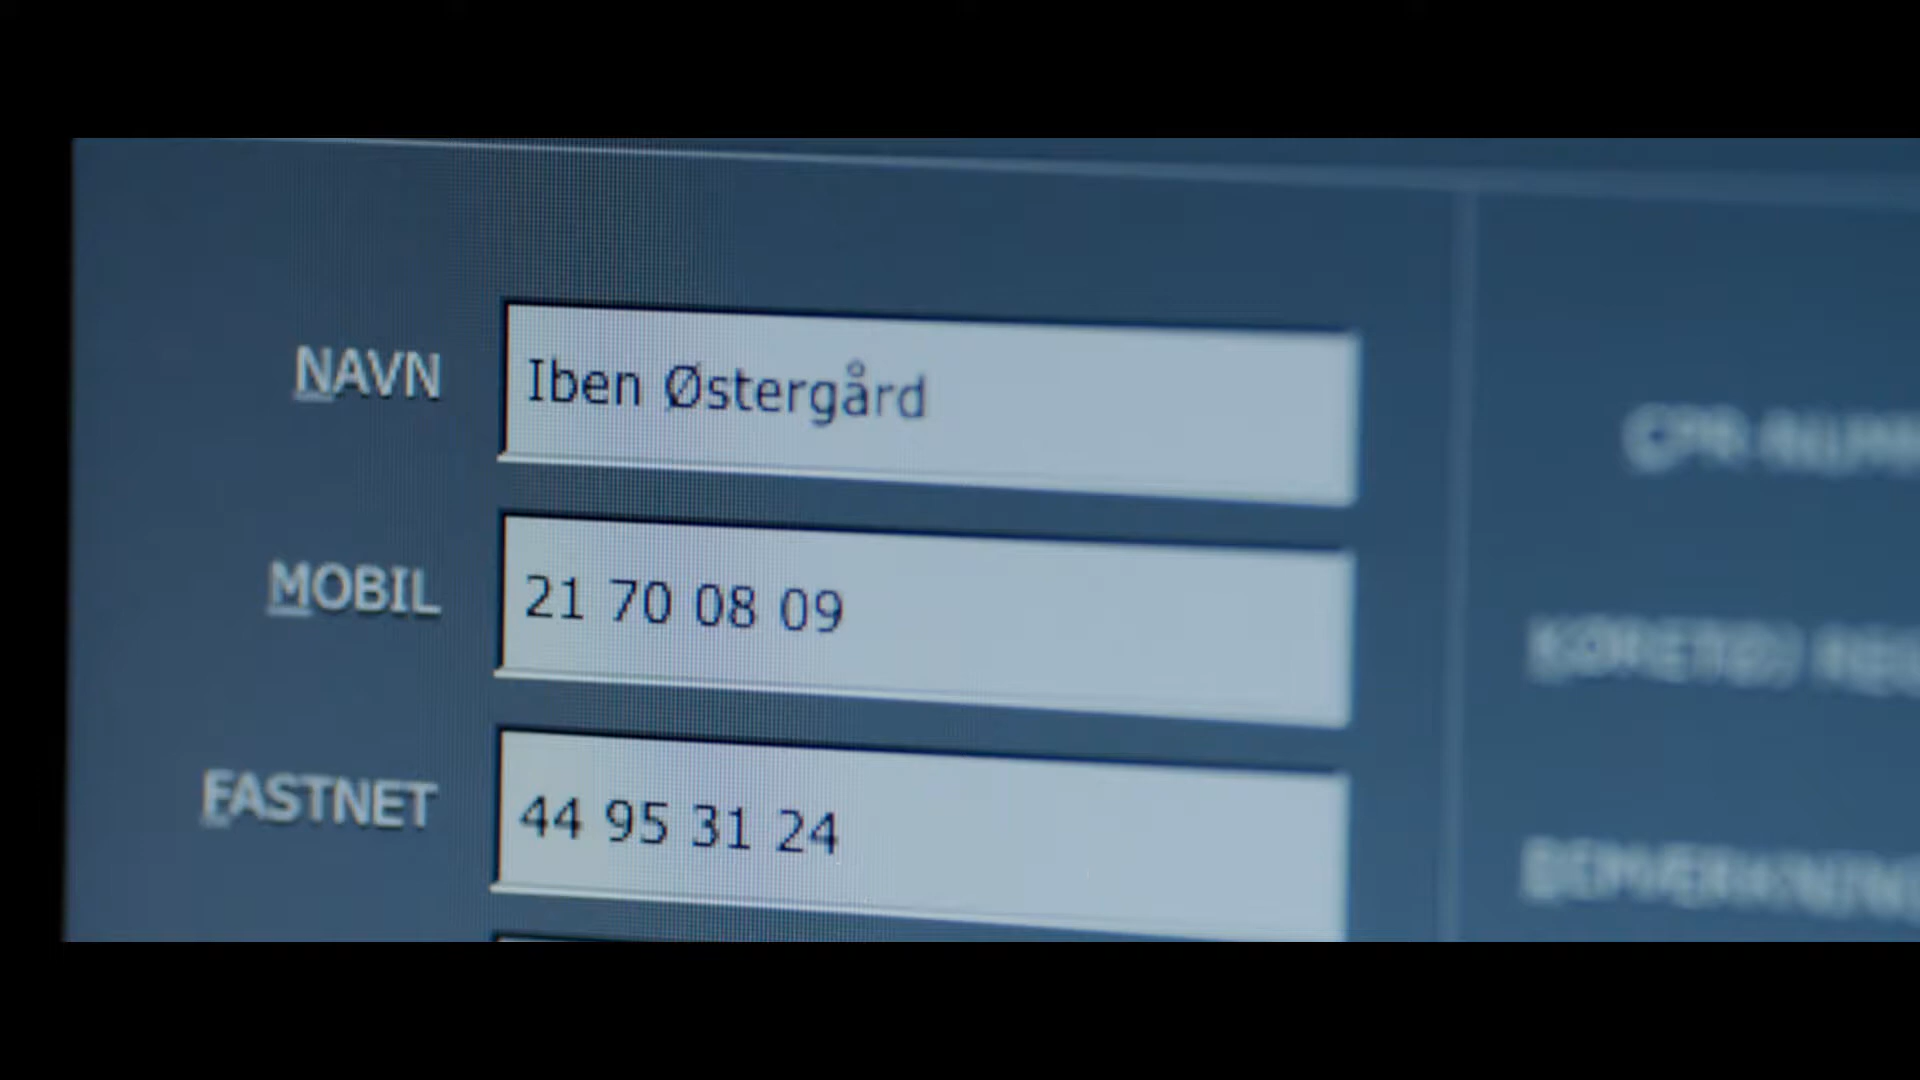 NAVN Iben Østergård
MOBIL 21 70 08 09
FASTNET 44 95 31 24